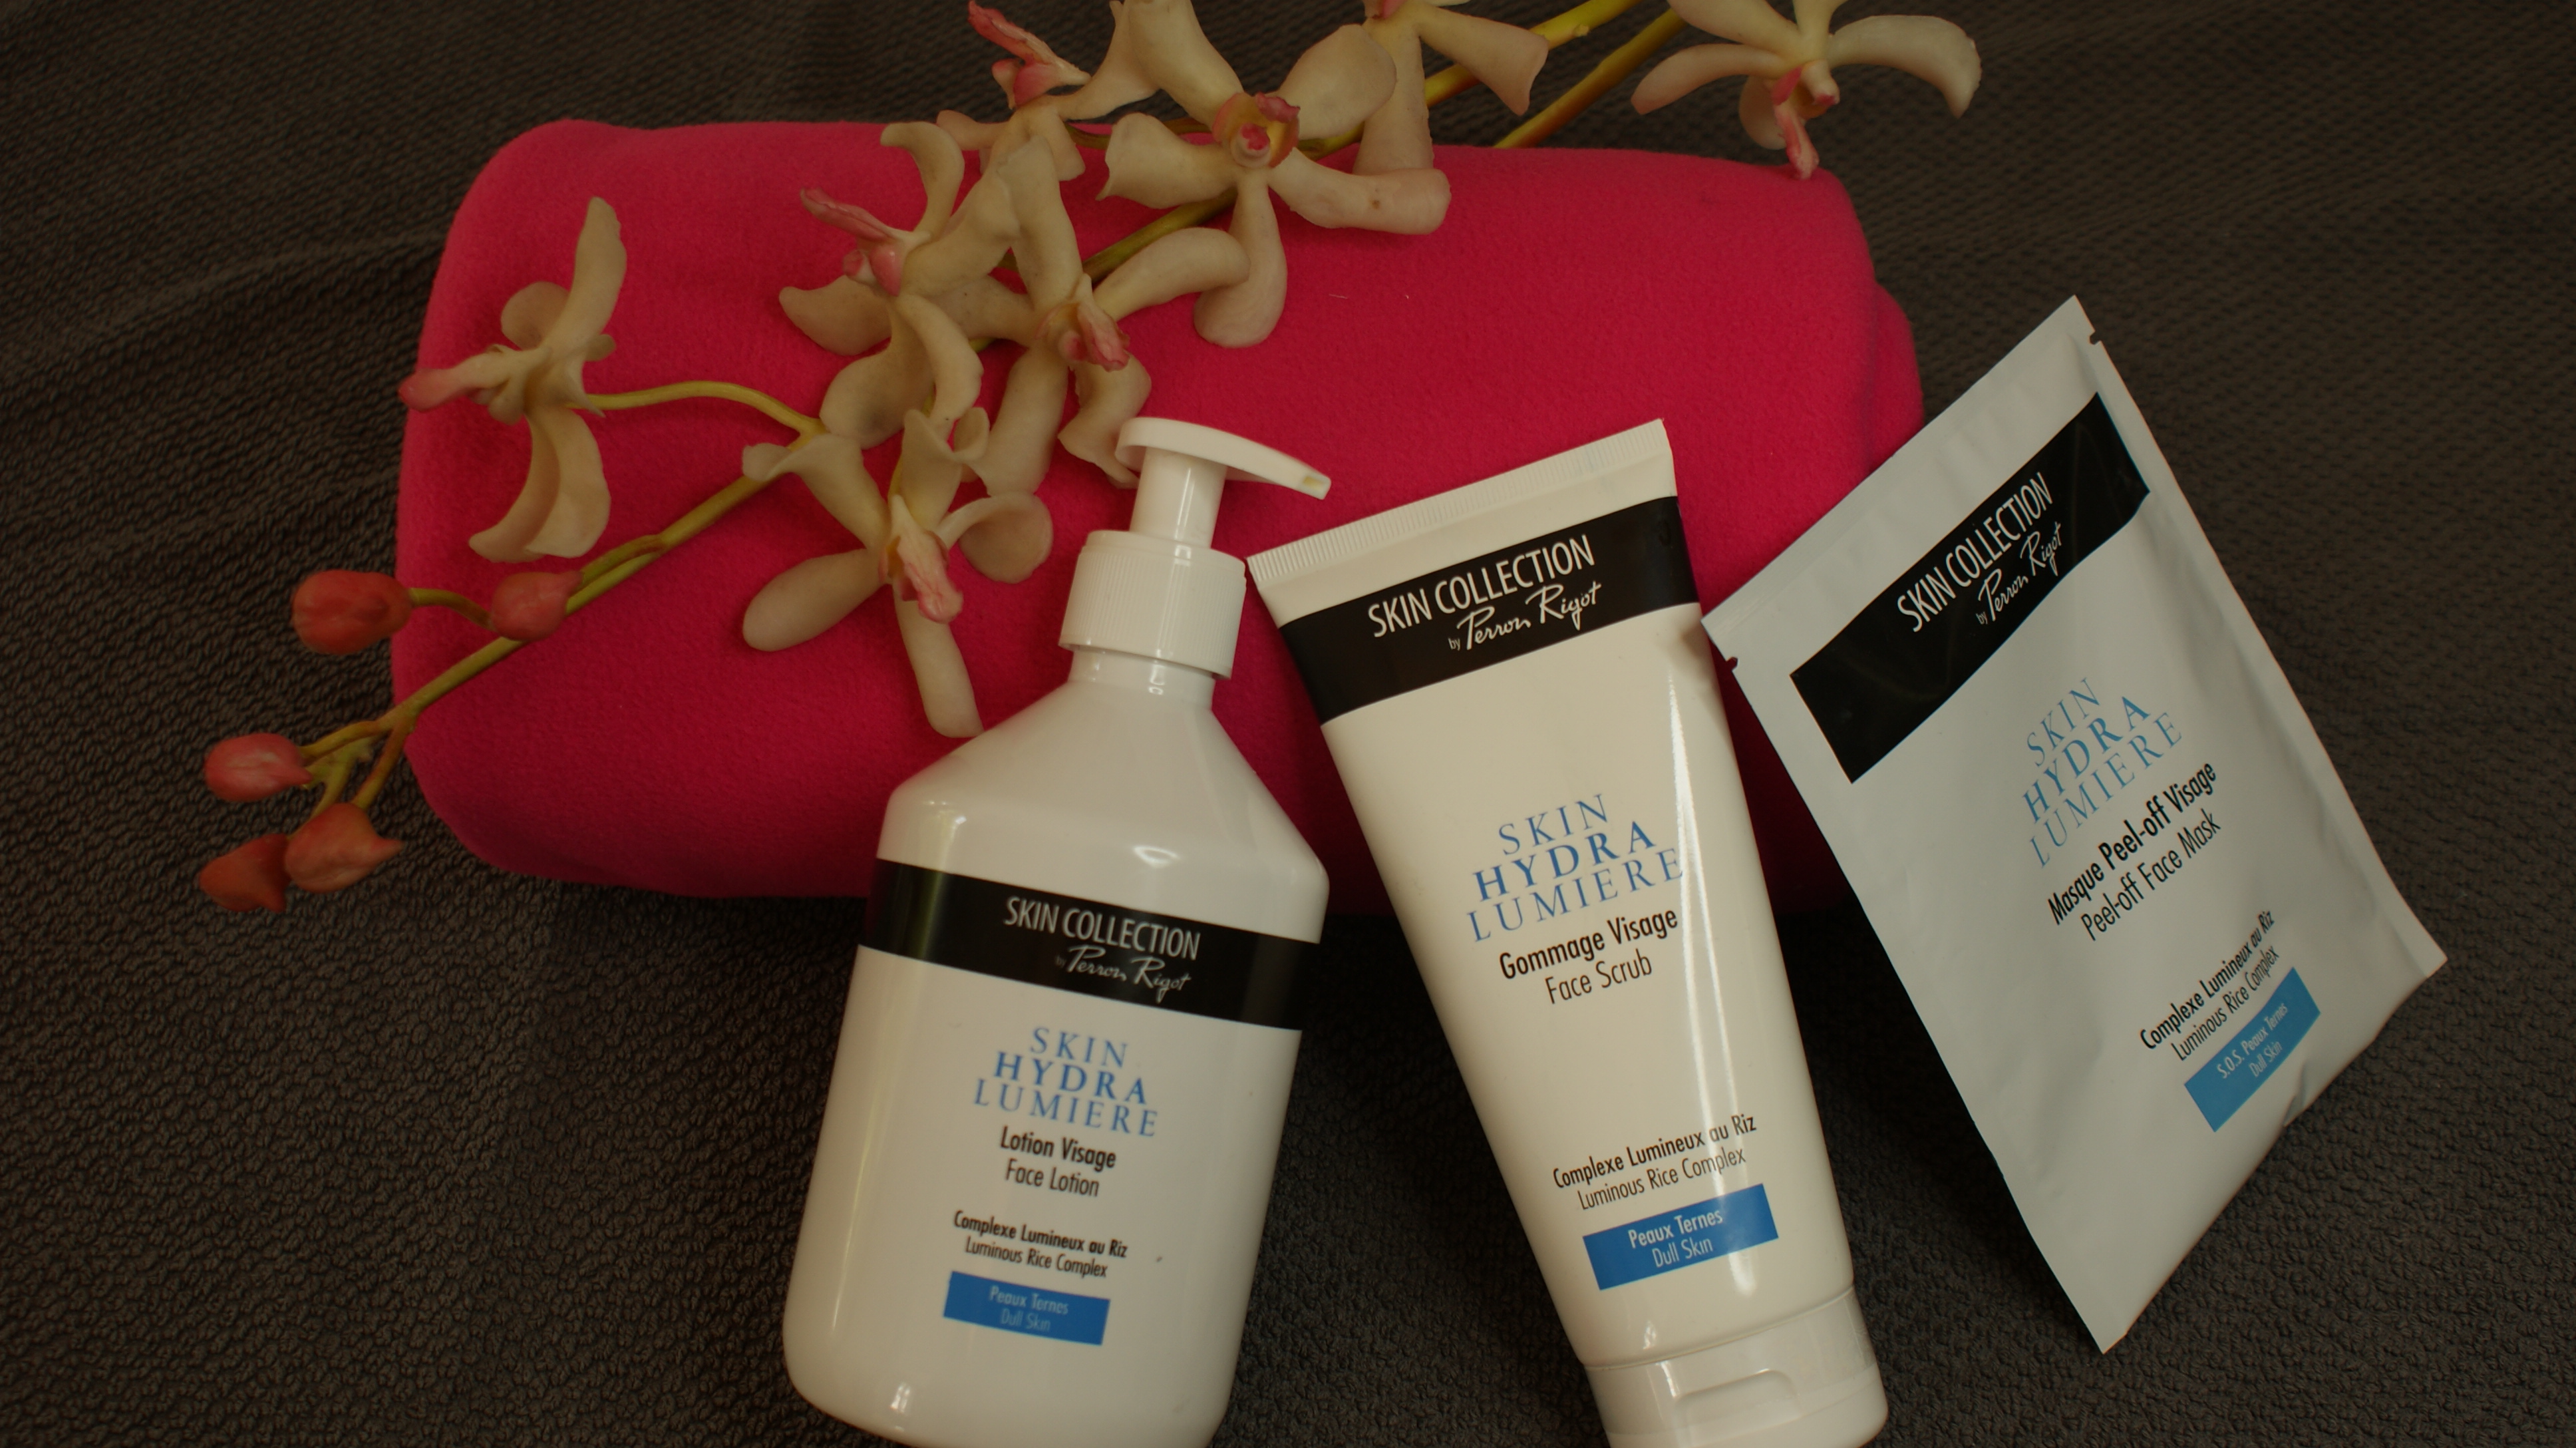 SKIN COLLECTION
by Perron Rigot
SKIN
HYDRA
LUMIERE
Lotion Visage
Face Lotion
Complexe Lumineux au Riz
Luminous Rice Complex
Peaux Ternes
Dull Skin
SKIN COLLECTION
by Perron Rigot
SKIN
HYDRA
LUMIERE
Gommage Visage
Face Scrub
Complexe Lumineux au Riz
Luminous Rice Complex
Peaux Ternes
Dull Skin
SKIN COLLECTION
by Perron Rigot
SKIN
HYDRA
LUMIERE
Masque Peel-off Visage
Peel-off Face Mask
Complexe Lumineux au Riz
Luminous Rice Complex
S.O.S. Peaux Ternes
Dull Skin